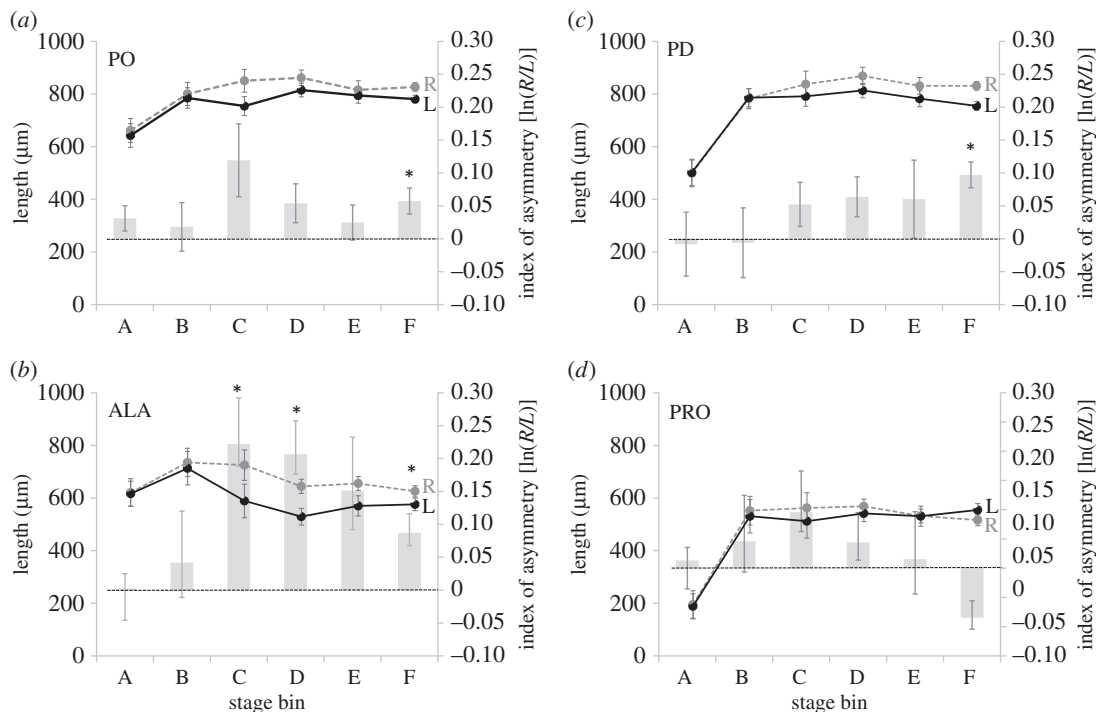 (a)
PO
1000
800
600
400
200
0
length (µm)
0.30
0.25
0.20
0.15
0.10
0.05
0
–0.05
–0.10
index of asymmetry [ln(R/L)]
R
L
*
A B C D E F
(c)
PD
1000
800
600
400
200
0
length (µm)
0.30
0.25
0.20
0.15
0.10
0.05
0
–0.05
–0.10
index of asymmetry [ln(R/L)]
R
L
*
A B C D E F
(b)
ALA
1000
800
600
400
200
0
length (µm)
0.30
0.25
0.20
0.15
0.10
0.05
0
–0.05
–0.10
index of asymmetry [ln(R/L)]
* * *
R
L
A B C D E F
stage bin
(d)
PRO
1000
800
600
400
200
0
length (µm)
0.30
0.25
0.20
0.15
0.10
0.05
0
–0.05
–0.10
index of asymmetry [ln(R/L)]
L
R
A B C D E F
stage bin